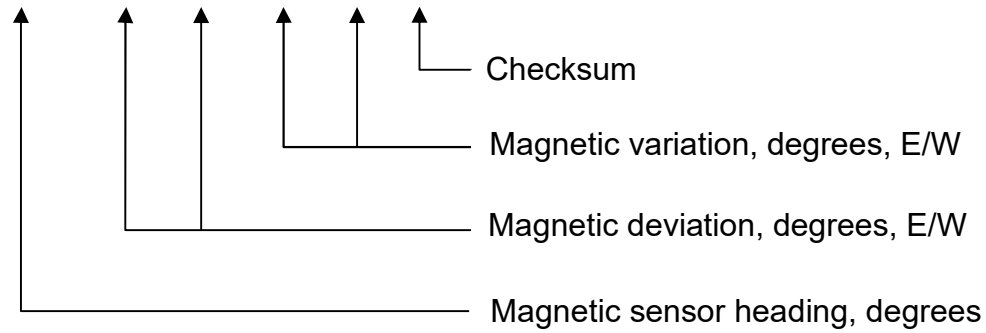 Checksum
Magnetic variation, degrees, E/W
Magnetic deviation, degrees, E/W
Magnetic sensor heading, degrees